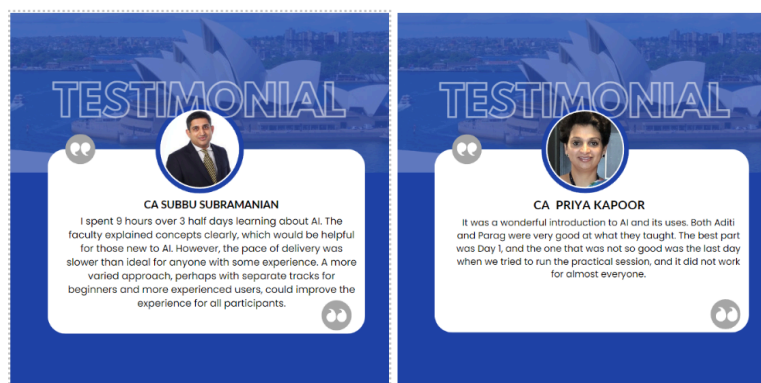 TESTIMONIAL
CA SUBBU SUBRAMANIAN
I spent 9 hours over 3 half days learning about AI. The
faculty explained concepts clearly, which would be helpful
for those new to AI. However, the pace of delivery was
slower than ideal for anyone with some experience. A more
varied approach, perhaps with separate tracks for
beginners and more experienced users, could improve the
experience for all participants.
TESTIMONIAL
CA PRIYA KAPOOR
It was a wonderful introduction to AI and its uses. Both Aditi
and Parag were very good at what they taught. The best part
was Day 1, and the one that was not so good was the last day
when we tried to run the practical session, and it did not work
for almost everyone.